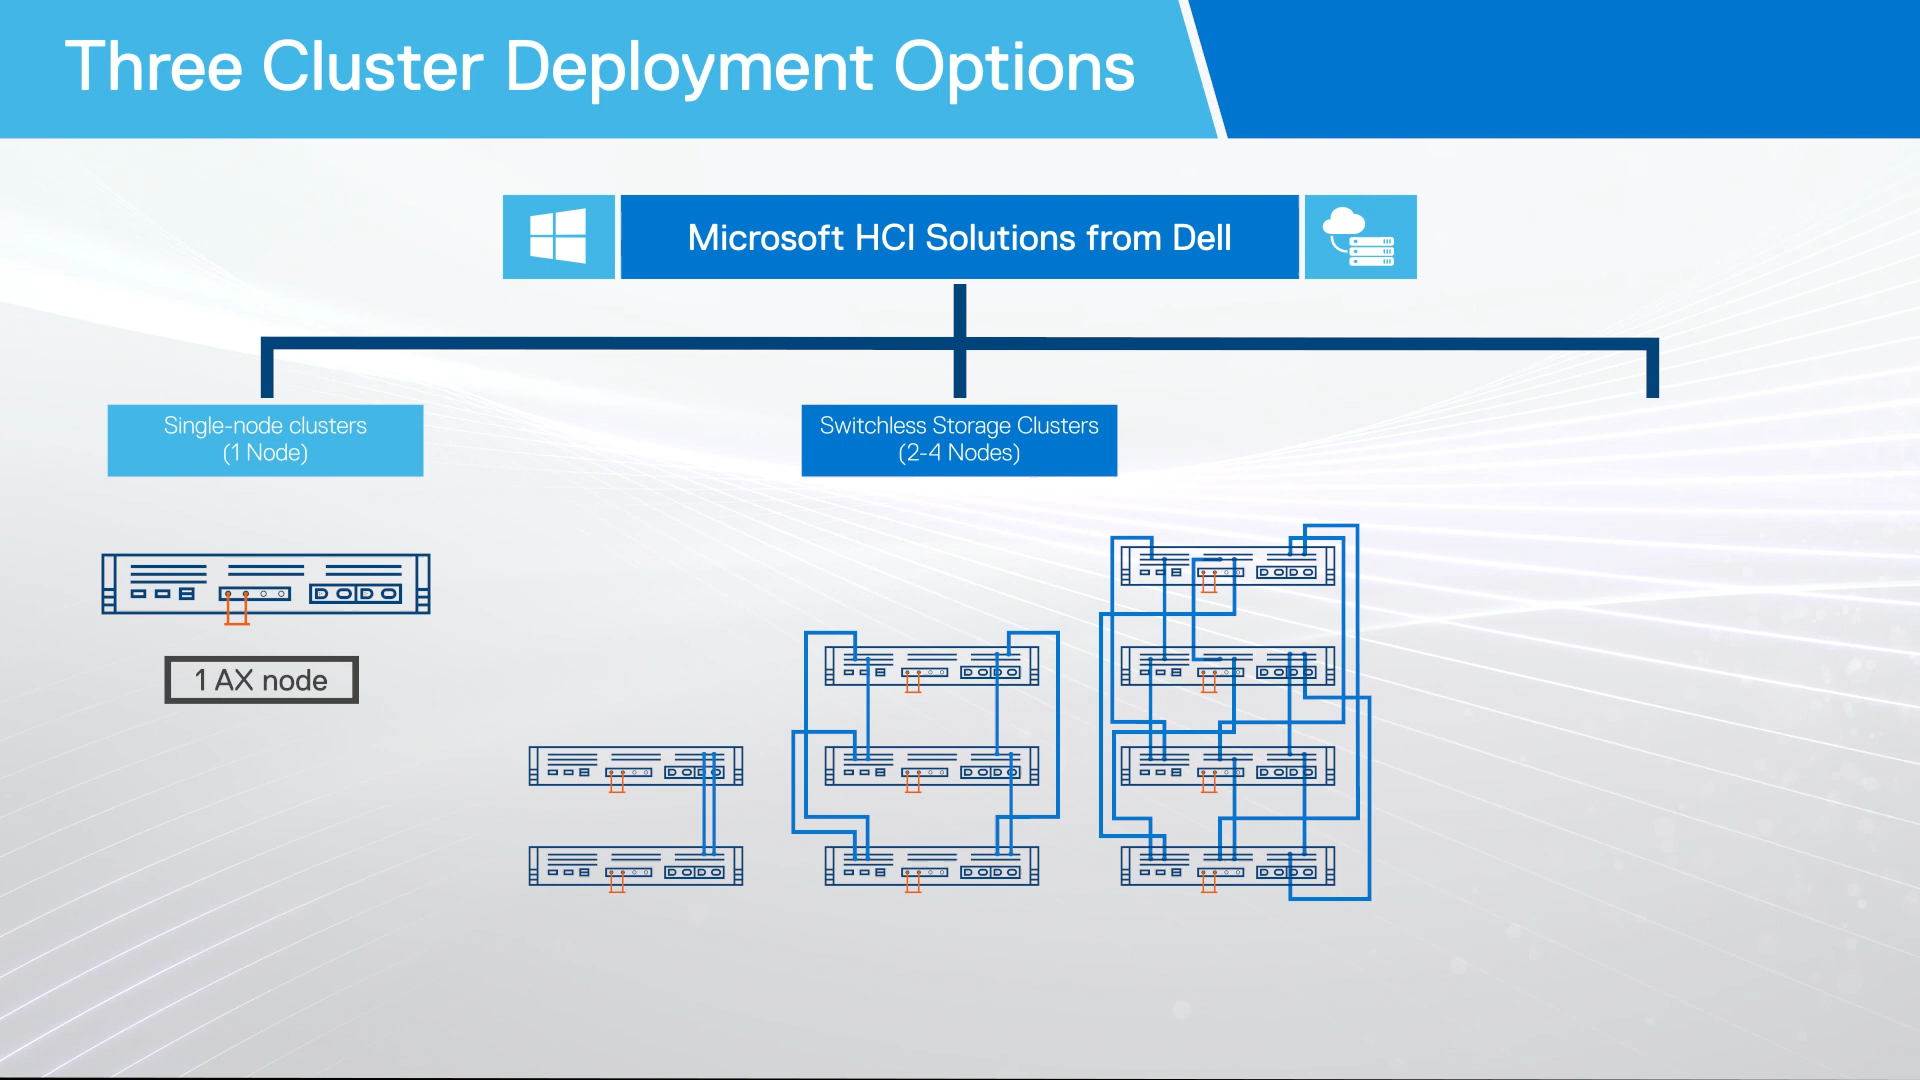 Three Cluster Deployment Options
Microsoft HCI Solutions from Dell
Single-node clusters
(1 Node)
Switchless Storage Clusters
(2-4 Nodes)
1 AX node